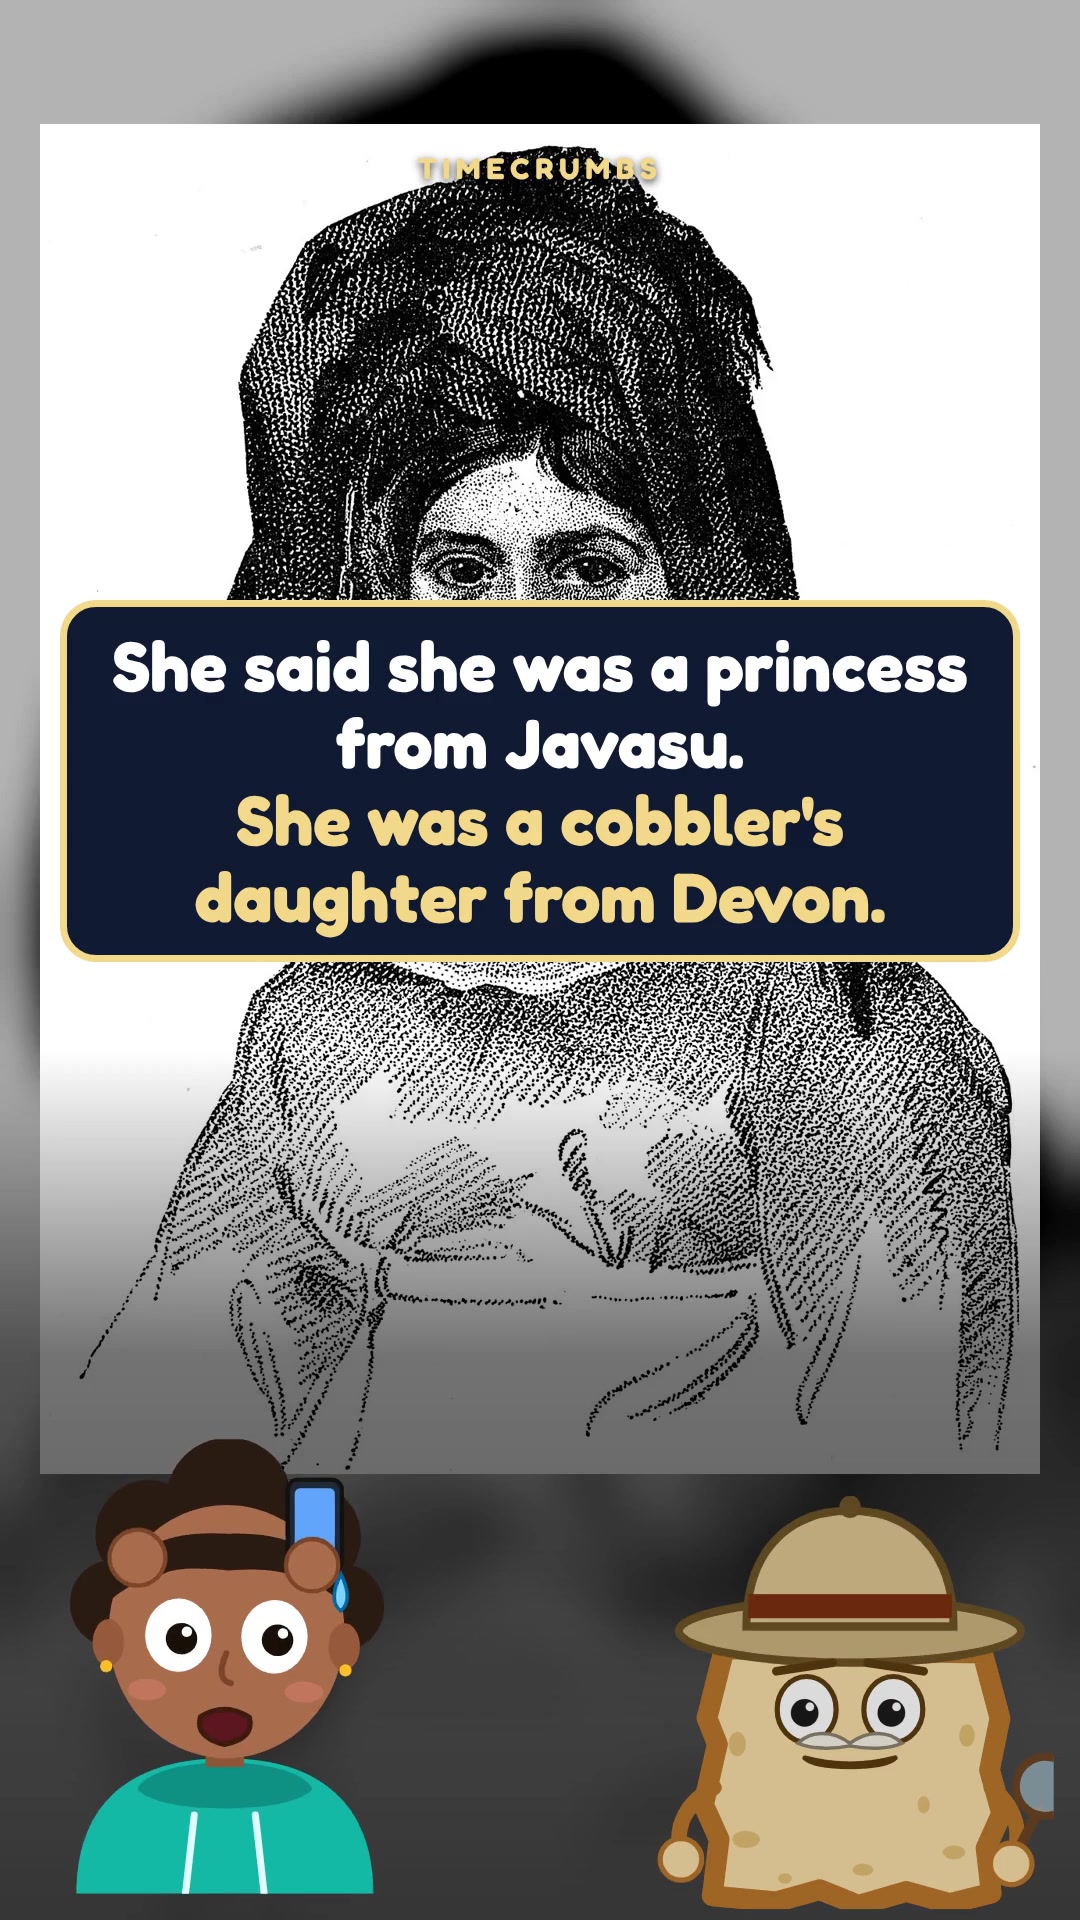 TIMECRUMBS
She said she was a princess
from Javasu.
She was a cobbler's
daughter from Devon.